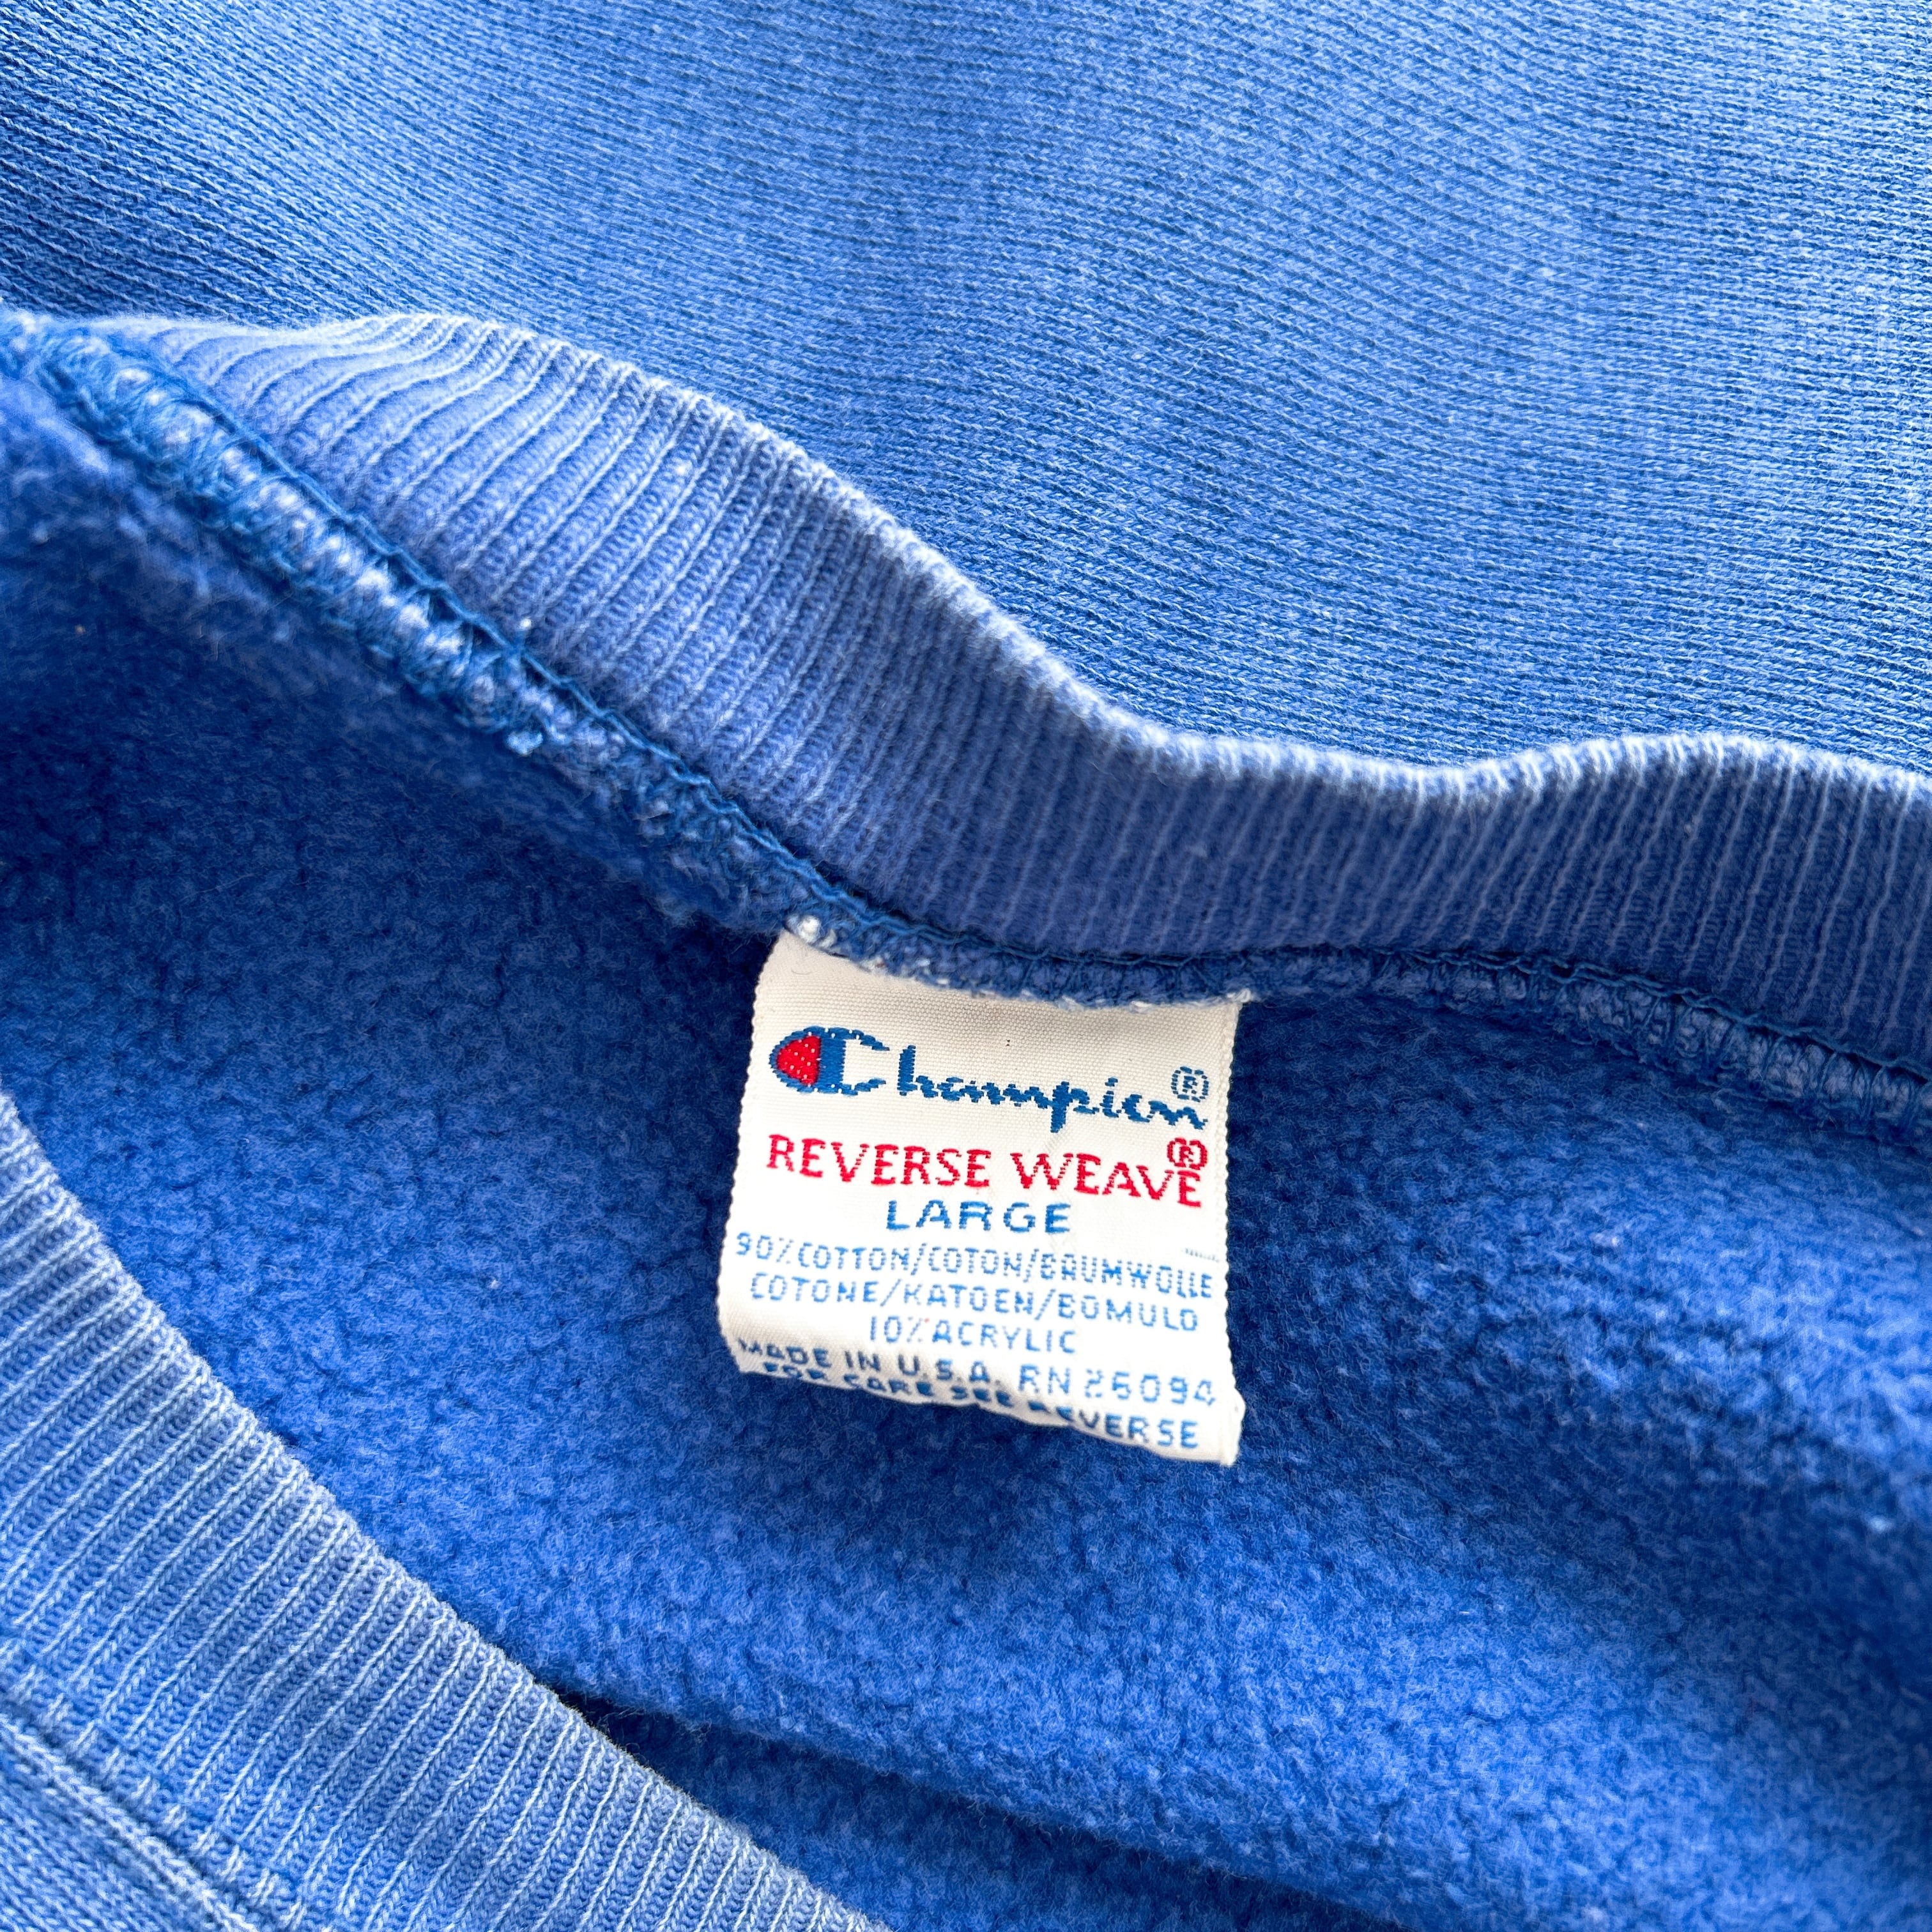 Champion®
REVERSE WEAVE®
LARGE
90% COTTON/COTON/BAUMWOLLE
COTONE/KATOEN/BOMULD
10% ACRYLIC
MADE IN U.S.A. RN 26094
FOR CARE SEE REVERSE